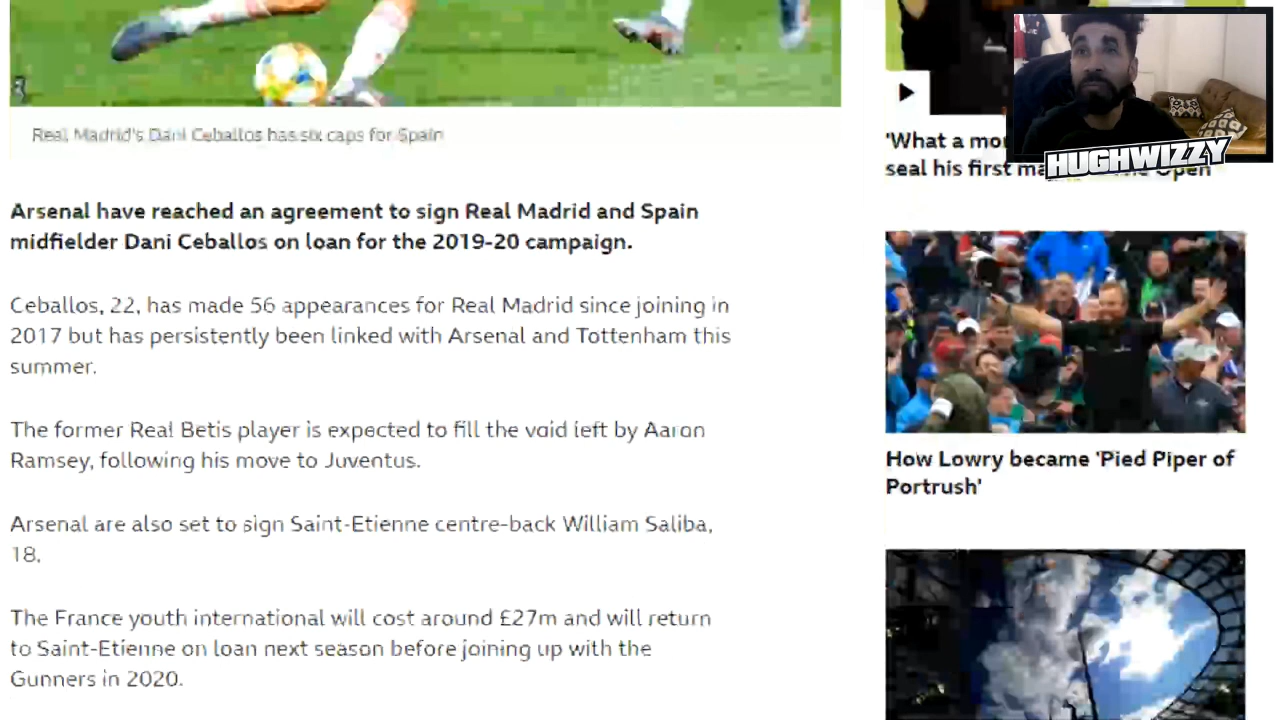 Real Madrid's Dani Ceballos has six caps for Spain
Arsenal have reached an agreement to sign Real Madrid and Spain
midfielder Dani Ceballos on loan for the 2019-20 campaign.
Ceballos, 22, has made 56 appearances for Real Madrid since joining in
2017 but has persistently been linked with Arsenal and Tottenham this
summer.
The former Real Betis player is expected to fill the void left by Aaron
Ramsey, following his move to Juventus.
Arsenal are also set to sign Saint-Etienne centre-back William Saliba,
18.
The France youth international will cost around £27m and will return
to Saint-Etienne on loan next season before joining up with the
Gunners in 2020.
HUGHWIZZY
'What a
seal his first
How Lowry became 'Pied Piper of
Portrush'